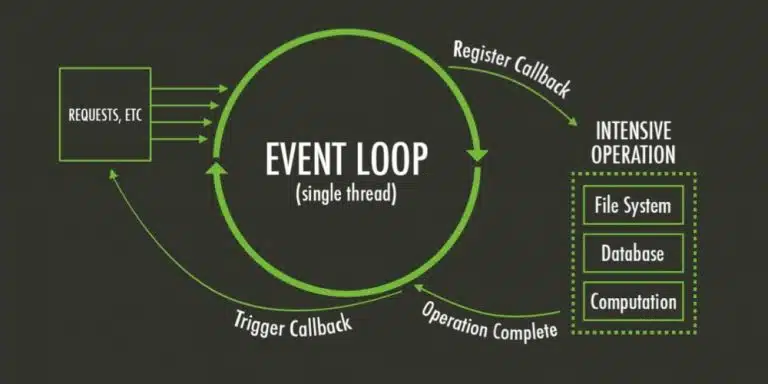 REQUESTS, ETC
EVENT LOOP
(single thread)
Register Callback
INTENSIVE
OPERATION
File System
Database
Computation
Operation Complete
Trigger Callback